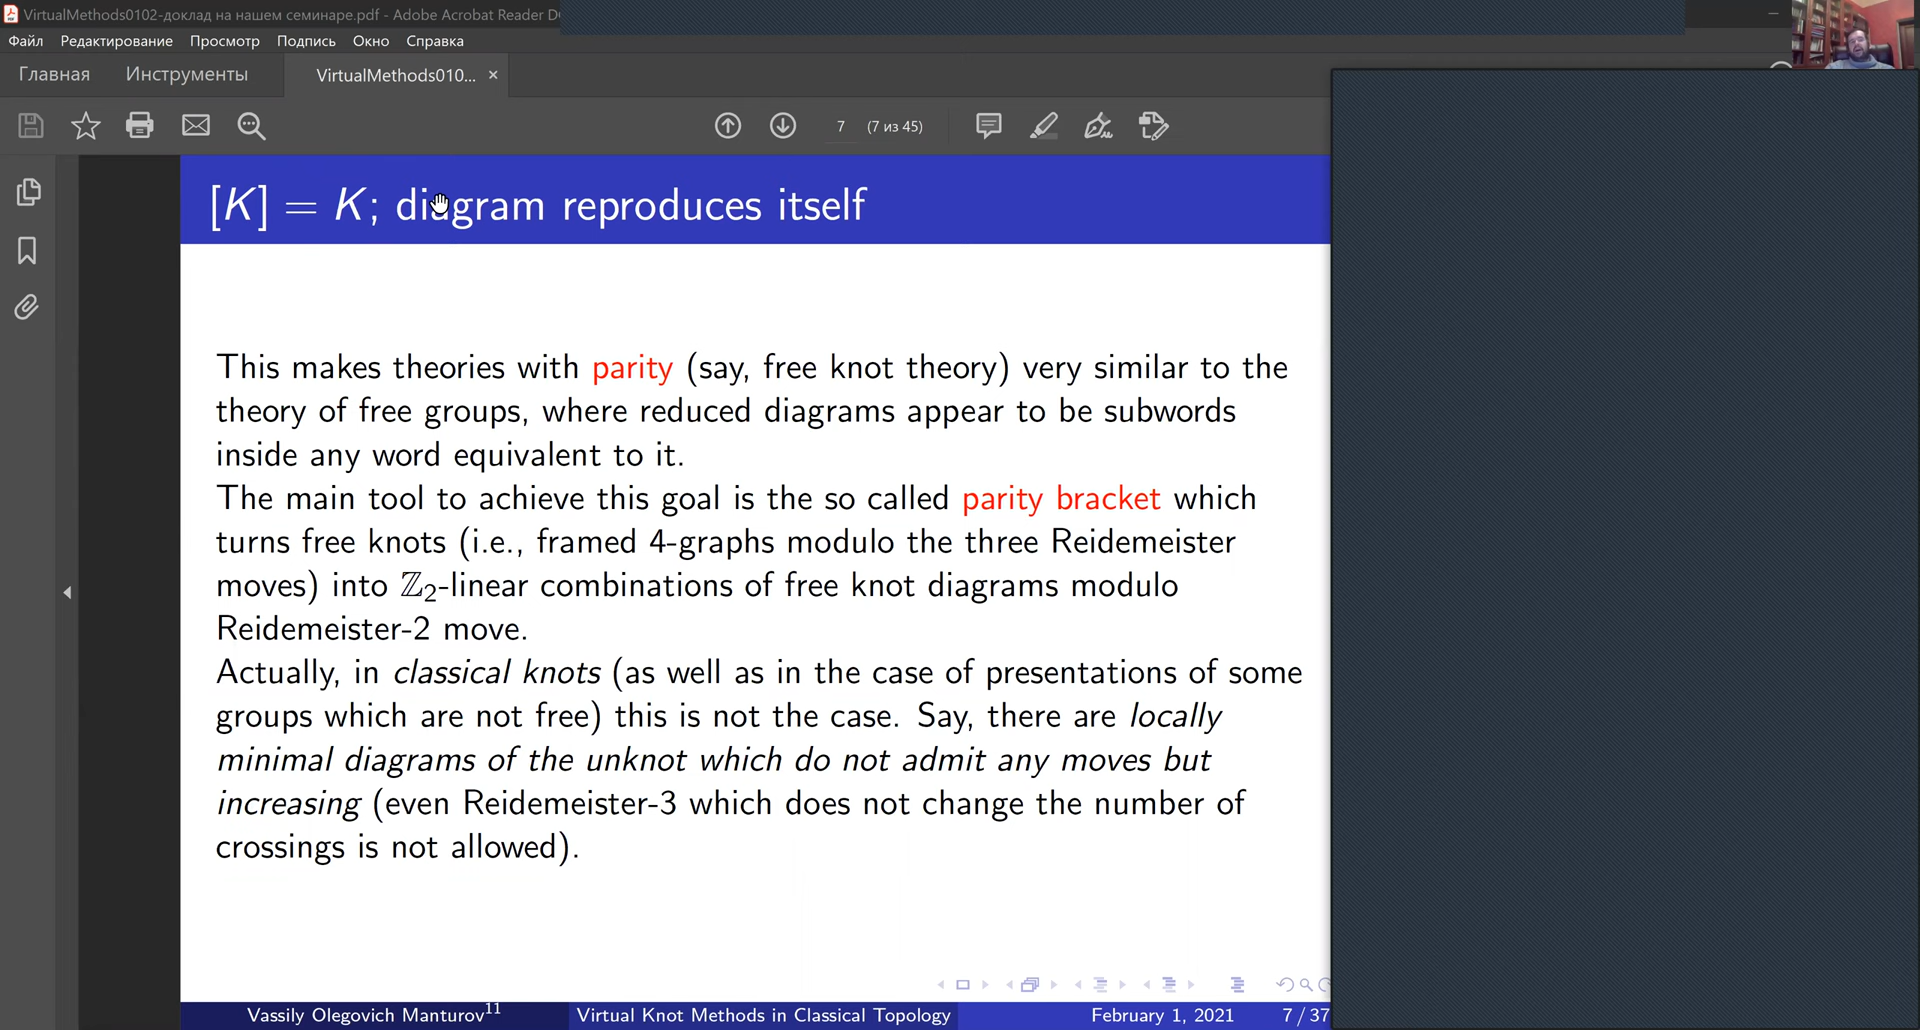 VirtualMethods0102-доклад на нашем семинаре.pdf - Adobe Acrobat Reader D
Файл Редактирование Просмотр Подпись Окно Справка
Главная Инструменты VirtualMethods010... ×
7 (7 из 45)
[K] = K; diagram reproduces itself
This makes theories with parity (say, free knot theory) very similar to the
theory of free groups, where reduced diagrams appear to be subwords
inside any word equivalent to it.
The main tool to achieve this goal is the so called parity bracket which
turns free knots (i.e., framed 4-graphs modulo the three Reidemeister
moves) into ℤ₂-linear combinations of free knot diagrams modulo
Reidemeister-2 move.
Actually, in classical knots (as well as in the case of presentations of some
groups which are not free) this is not the case. Say, there are locally
minimal diagrams of the unknot which do not admit any moves but
increasing (even Reidemeister-3 which does not change the number of
crossings is not allowed).
Vassily Olegovich Manturov¹¹ Virtual Knot Methods in Classical Topology February 1, 2021 7 / 37